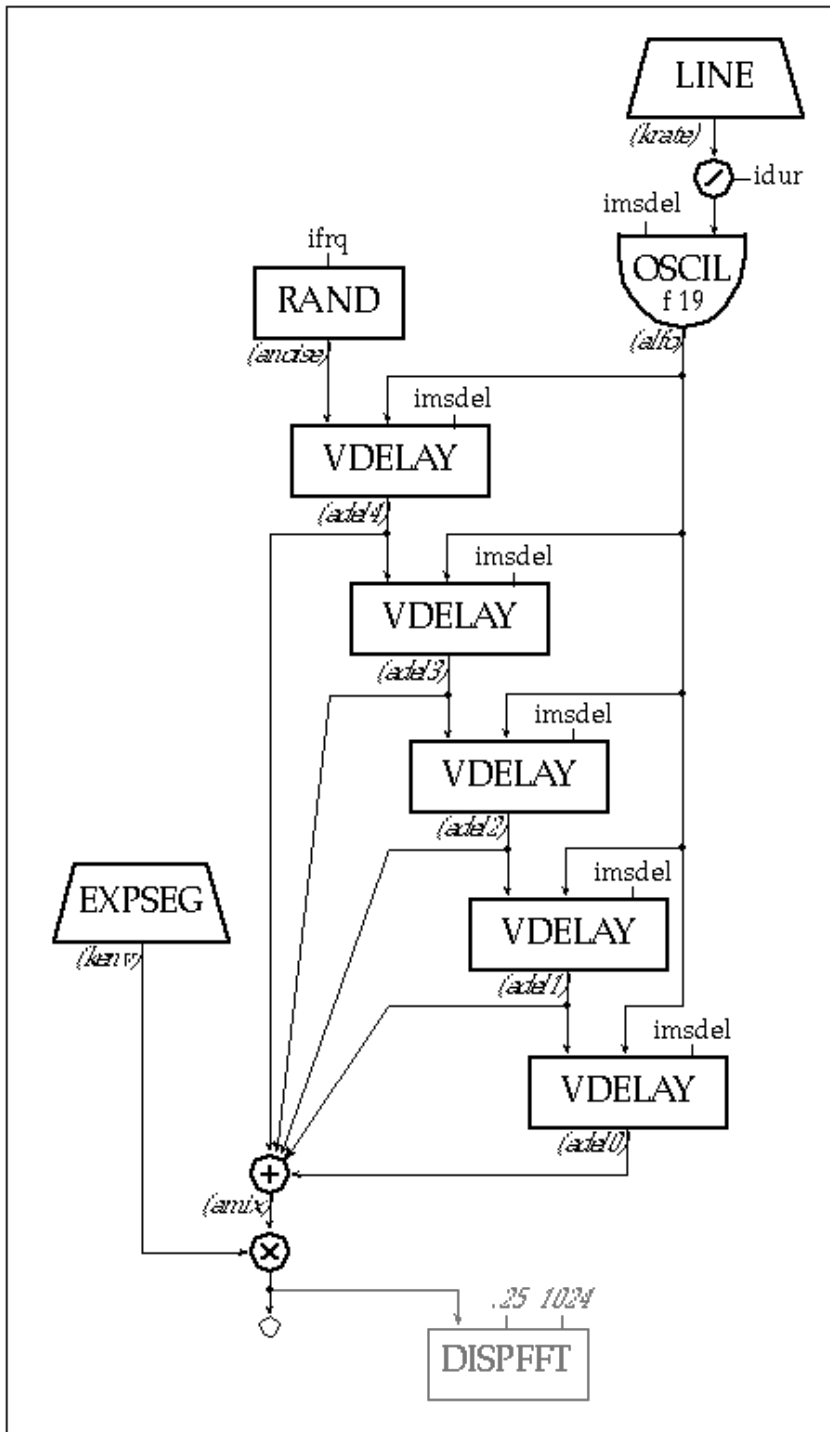 LINE
(krate)
/
idur
imsdel
OSCIL
f 19
(alfo)
ifrq
RAND
(anoise)
imsdel
VDELAY
(adel4)
imsdel
VDELAY
(adel3)
imsdel
VDELAY
(adel2)
imsdel
VDELAY
(adel1)
imsdel
VDELAY
(adel0)
EXPSEG
(kenv)
+
(amix)
×
.25 1024
DISPFFT